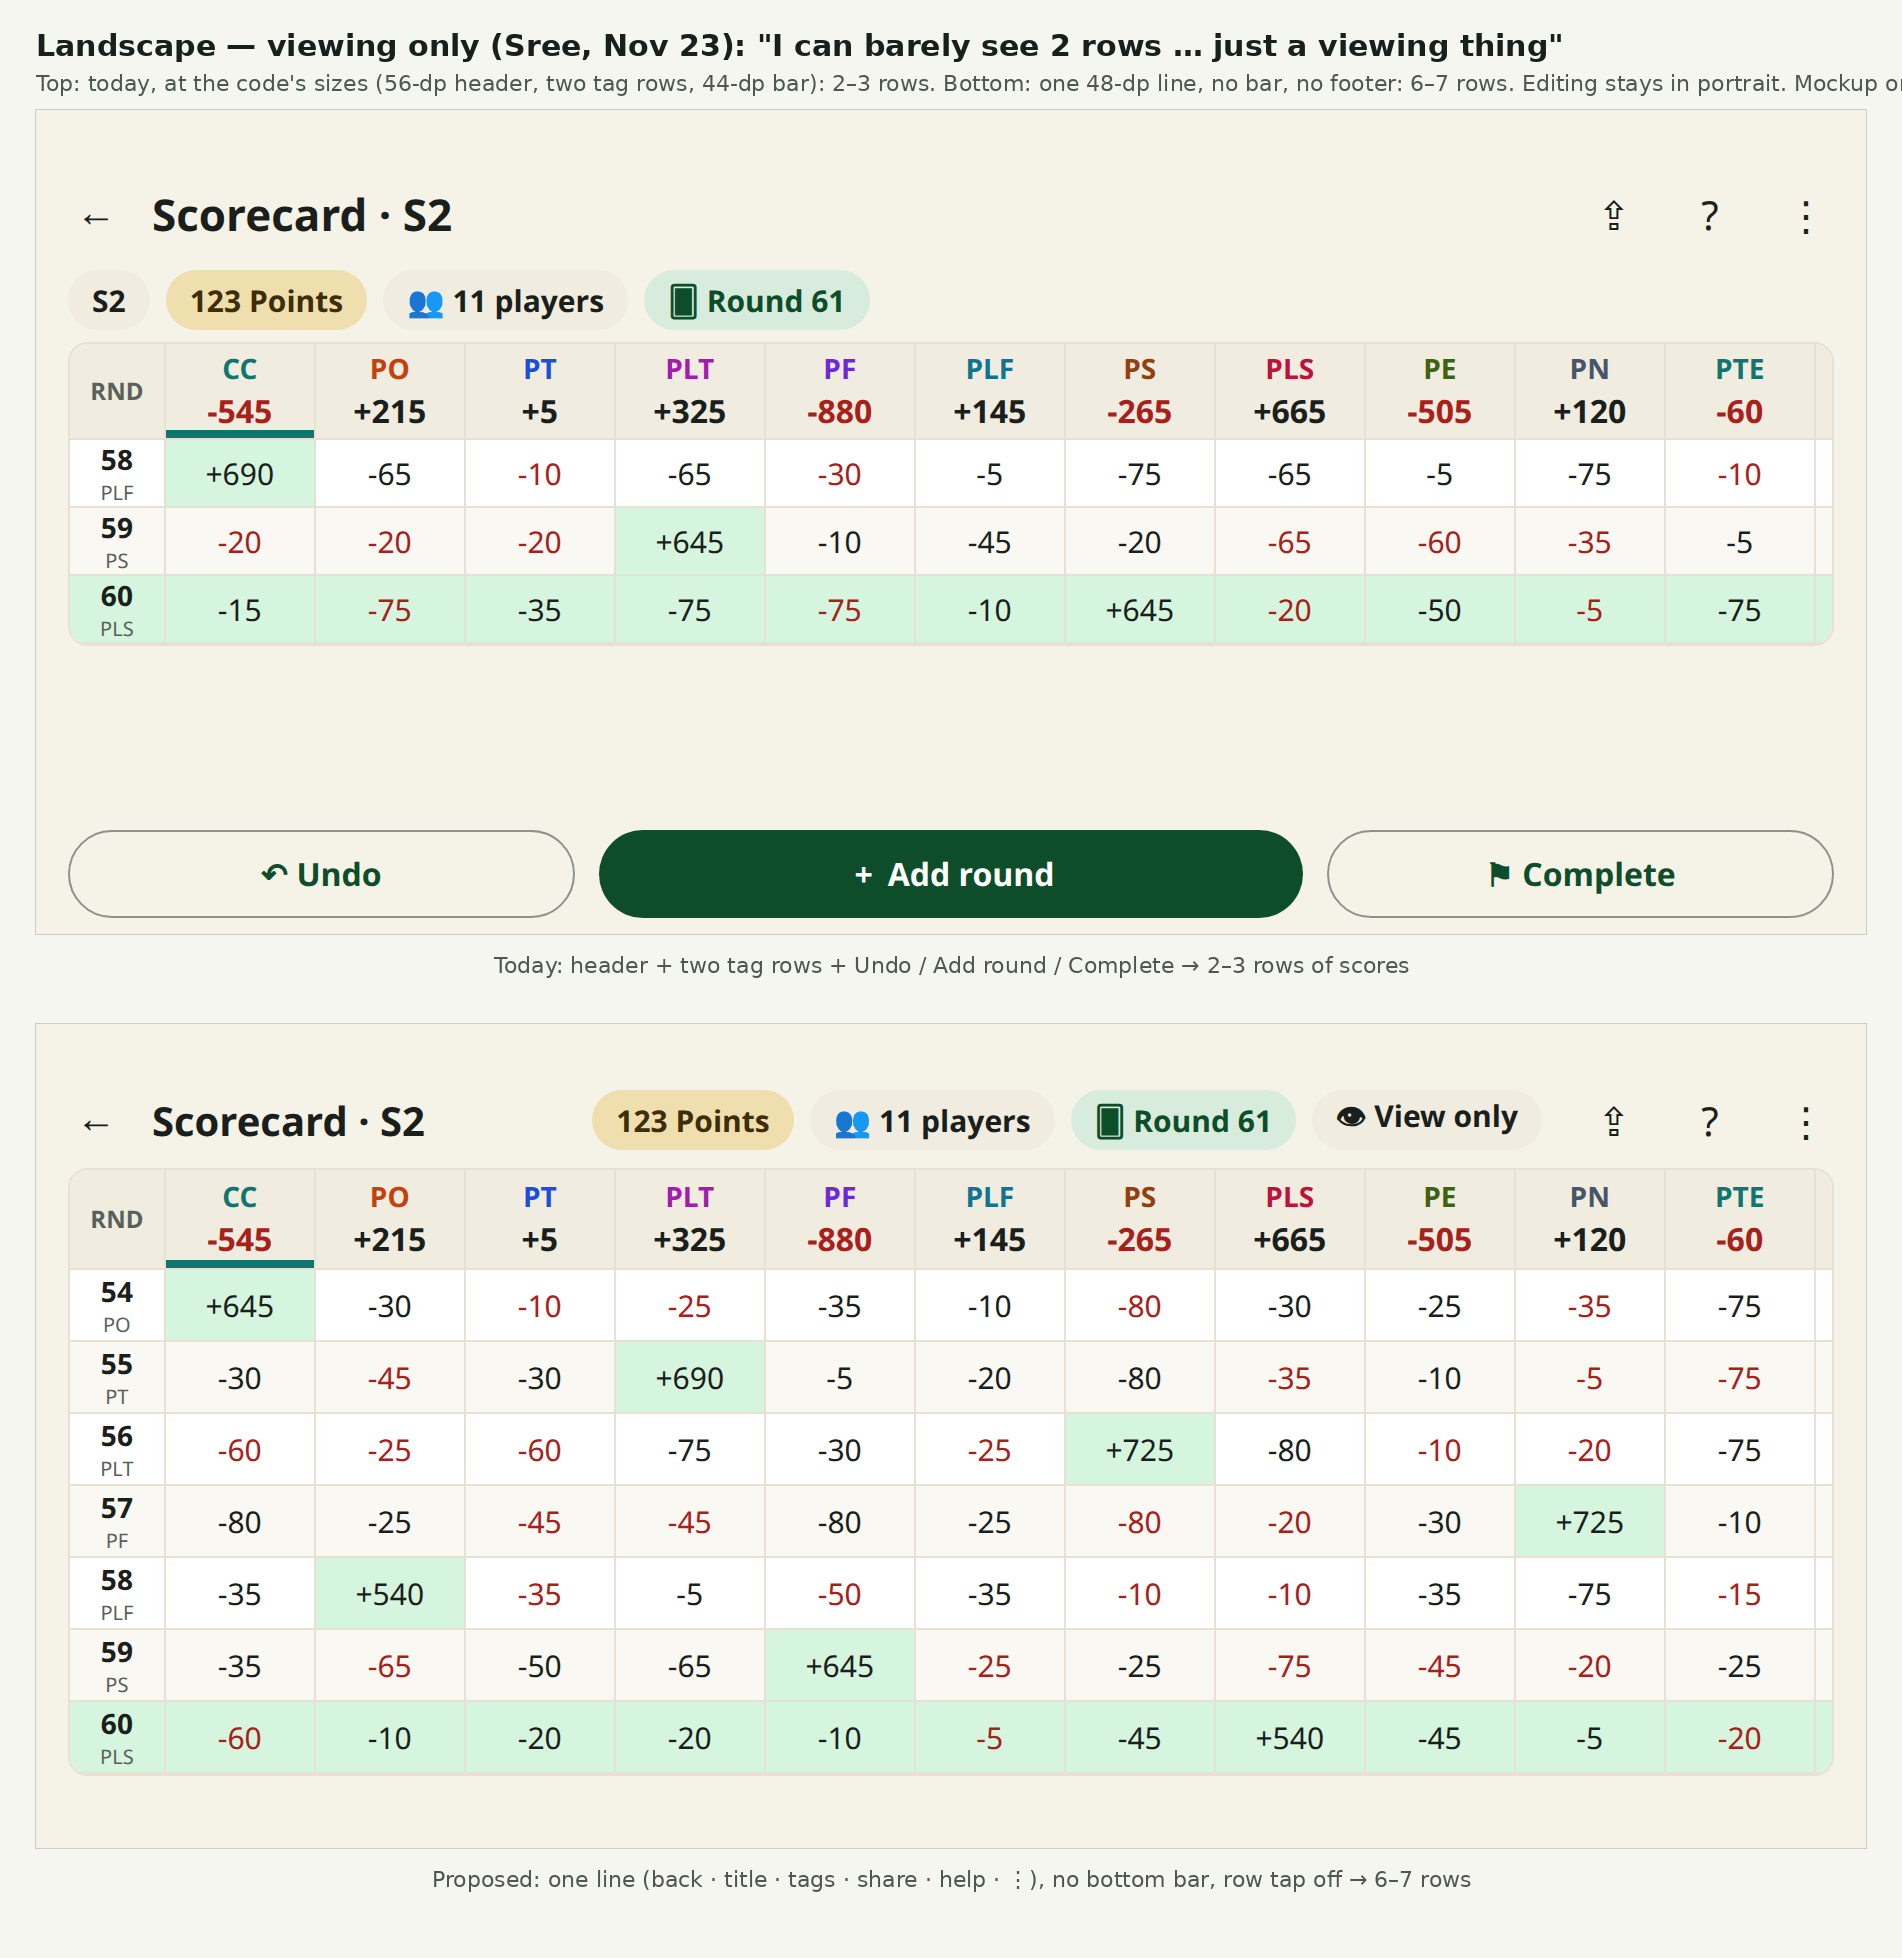 Landscape — viewing only (Sree, Nov 23): "I can barely see 2 rows … just a viewing thing"
Top: today, at the code's sizes (56-dp header, two tag rows, 44-dp bar): 2–3 rows. Bottom: one 48-dp line, no bar, no footer: 6–7 rows. Editing stays in portrait. Mockup
← Scorecard · S2 ⇪ ? ⋮
S2 123 Points 👥 11 players 🂠 Round 61
RND CC PO PT PLT PF PLF PS PLS PE PN PTE
-545 +215 +5 +325 -880 +145 -265 +665 -505 +120 -60
58 +690 -65 -10 -65 -30 -5 -75 -65 -5 -75 -10
PLF
59 -20 -20 -20 +645 -10 -45 -20 -65 -60 -35 -5
PS
60 -15 -75 -35 -75 -75 -10 +645 -20 -50 -5 -75
PLS
↶ Undo + Add round ⚑ Complete
Today: header + two tag rows + Undo / Add round / Complete → 2–3 rows of scores
← Scorecard · S2 123 Points 👥 11 players 🂠 Round 61 👁 View only ⇪ ? ⋮
RND CC PO PT PLT PF PLF PS PLS PE PN PTE
-545 +215 +5 +325 -880 +145 -265 +665 -505 +120 -60
54 +645 -30 -10 -25 -35 -10 -80 -30 -25 -35 -75
PO
55 -30 -45 -30 +690 -5 -20 -80 -35 -10 -5 -75
PT
56 -60 -25 -60 -75 -30 -25 +725 -80 -10 -20 -75
PLT
57 -80 -25 -45 -45 -80 -25 -80 -20 -30 +725 -10
PF
58 -35 +540 -35 -5 -50 -35 -10 -10 -35 -75 -15
PLF
59 -35 -65 -50 -65 +645 -25 -25 -75 -45 -20 -25
PS
60 -60 -10 -20 -20 -10 -5 -45 +540 -45 -5 -20
PLS
Proposed: one line (back · title · tags · share · help · ⋮), no bottom bar, row tap off → 6–7 rows